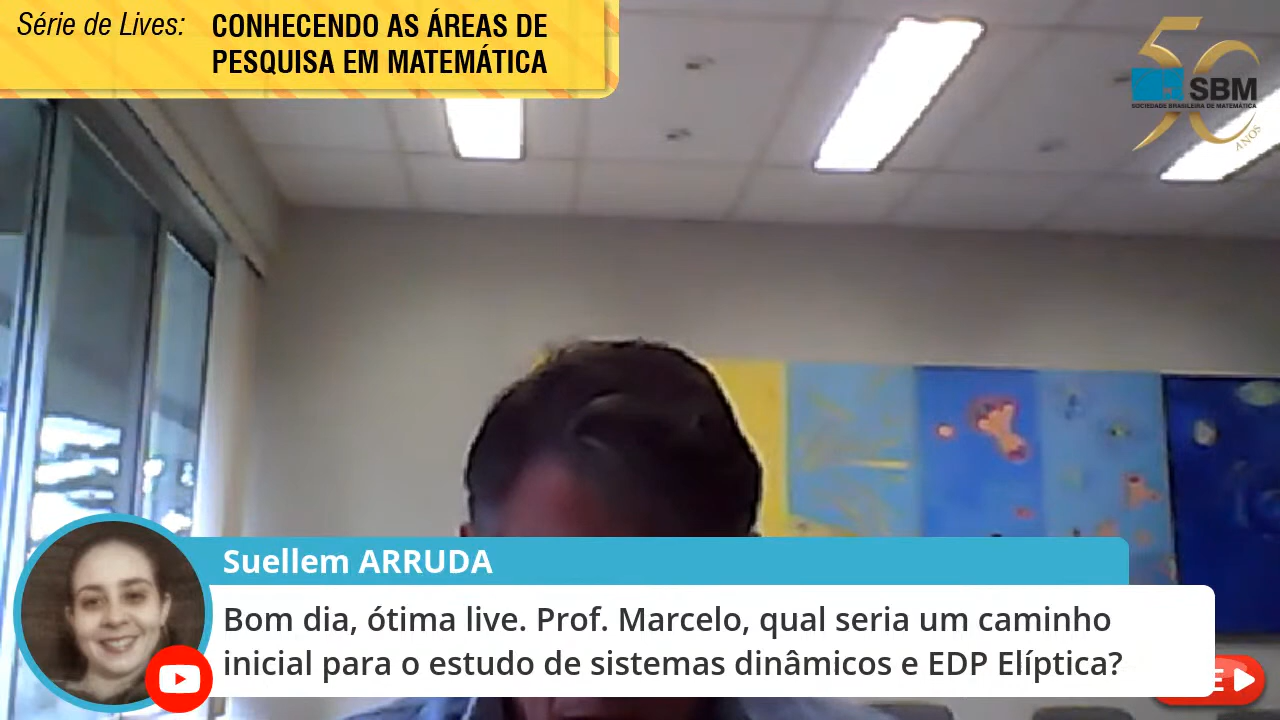 Série de Lives: CONHECENDO AS ÁREAS DE
PESQUISA EM MATEMÁTICA
50
SBM
SOCIEDADE BRASILEIRA DE MATEMÁTICA
ANOS
Suellem ARRUDA
Bom dia, ótima live. Prof. Marcelo, qual seria um caminho
inicial para o estudo de sistemas dinâmicos e EDP Elíptica?